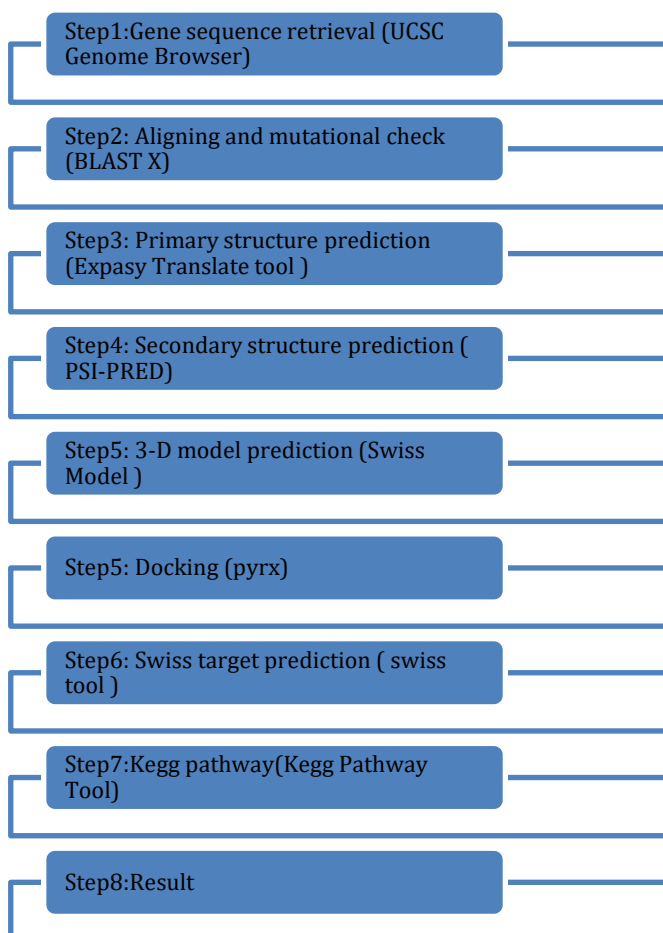 Step1:Gene sequence retrieval (UCSC
Genome Browser)
Step2: Aligning and mutational check
(BLAST X)
Step3: Primary structure prediction
(Expasy Translate tool )
Step4: Secondary structure prediction (
PSI-PRED)
Step5: 3-D model prediction (Swiss
Model )
Step5: Docking (pyrx)
Step6: Swiss target prediction ( swiss
tool )
Step7:Kegg pathway(Kegg Pathway
Tool)
Step8:Result